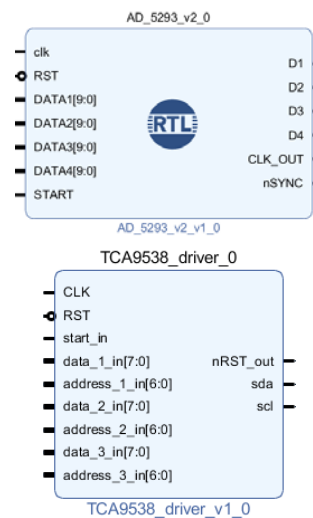 AD_5293_v2_0
clk
RST
DATA1[9:0]
DATA2[9:0]
DATA3[9:0]
DATA4[9:0]
START
RTL
D1
D2
D3
D4
CLK_OUT
nSYNC
AD_5293_v2_v1_0
TCA9538_driver_0
CLK
RST
start_in
data_1_in[7:0]
address_1_in[6:0]
data_2_in[7:0]
address_2_in[6:0]
data_3_in[7:0]
address_3_in[6:0]
nRST_out
sda
scl
TCA9538_driver_v1_0